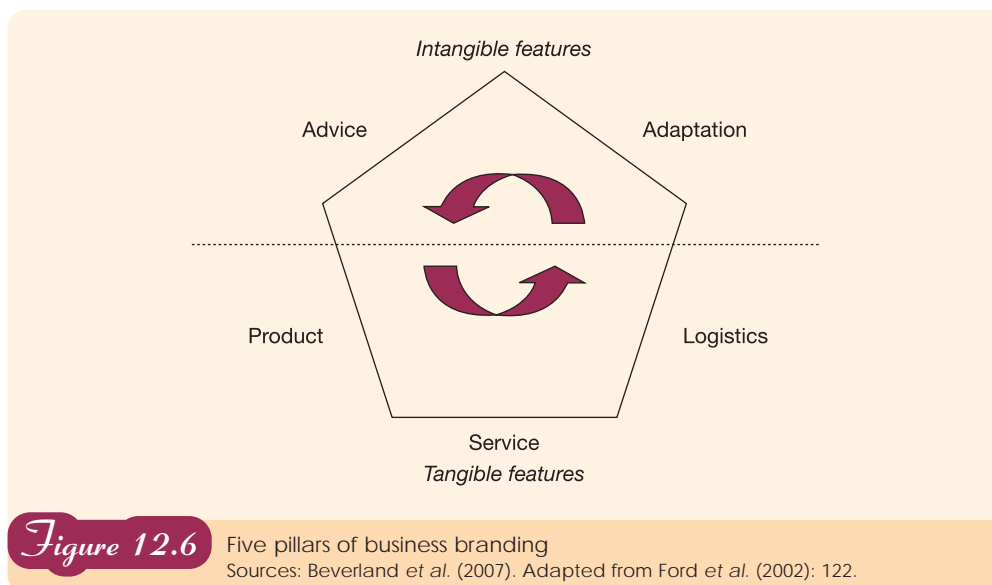 Intangible features
Advice
Adaptation
Product
Logistics
Service
Tangible features
Figure 12.6
Five pillars of business branding
Sources: Beverland et al. (2007). Adapted from Ford et al. (2002): 122.